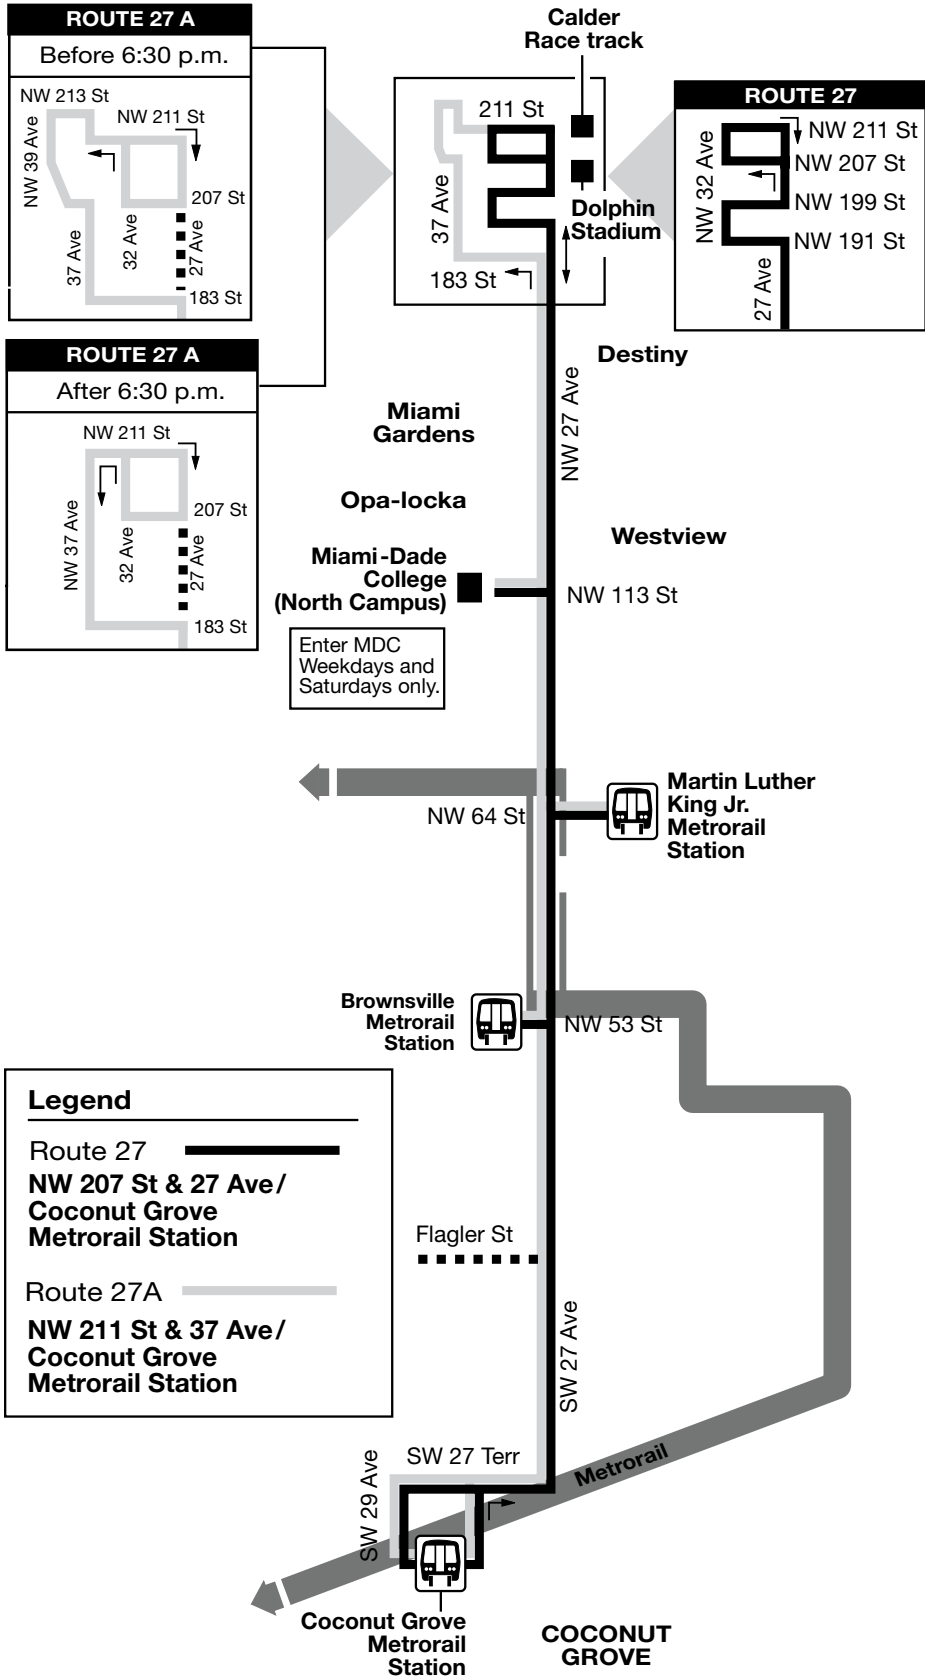 ROUTE 27 A
Before 6:30 p.m.
NW 213 St
NW 211 St
NW 39 Ave
207 St
37 Ave
32 Ave
27 Ave
183 St
ROUTE 27 A
After 6:30 p.m.
NW 211 St
207 St
NW 37 Ave
32 Ave
27 Ave
183 St
Calder
Race track
211 St
37 Ave
Dolphin
Stadium
183 St
ROUTE 27
NW 211 St
NW 32 Ave
NW 207 St
NW 199 St
NW 191 St
27 Ave
Destiny
NW 27 Ave
Miami
Gardens
Opa-locka
Westview
Miami-Dade
College
(North Campus)
NW 113 St
Enter MDC
Weekdays and
Saturdays only.
Martin Luther
King Jr.
Metrorail
Station
NW 64 St
Brownsville
Metrorail
Station
NW 53 St
Legend
Route 27
NW 207 St & 27 Ave/
Coconut Grove
Metrorail Station
Route 27A
NW 211 St & 37 Ave/
Coconut Grove
Metrorail Station
Flagler St
SW 27 Ave
SW 27 Terr
SW 29 Ave
Metrorail
Coconut Grove
Metrorail
Station
COCONUT
GROVE